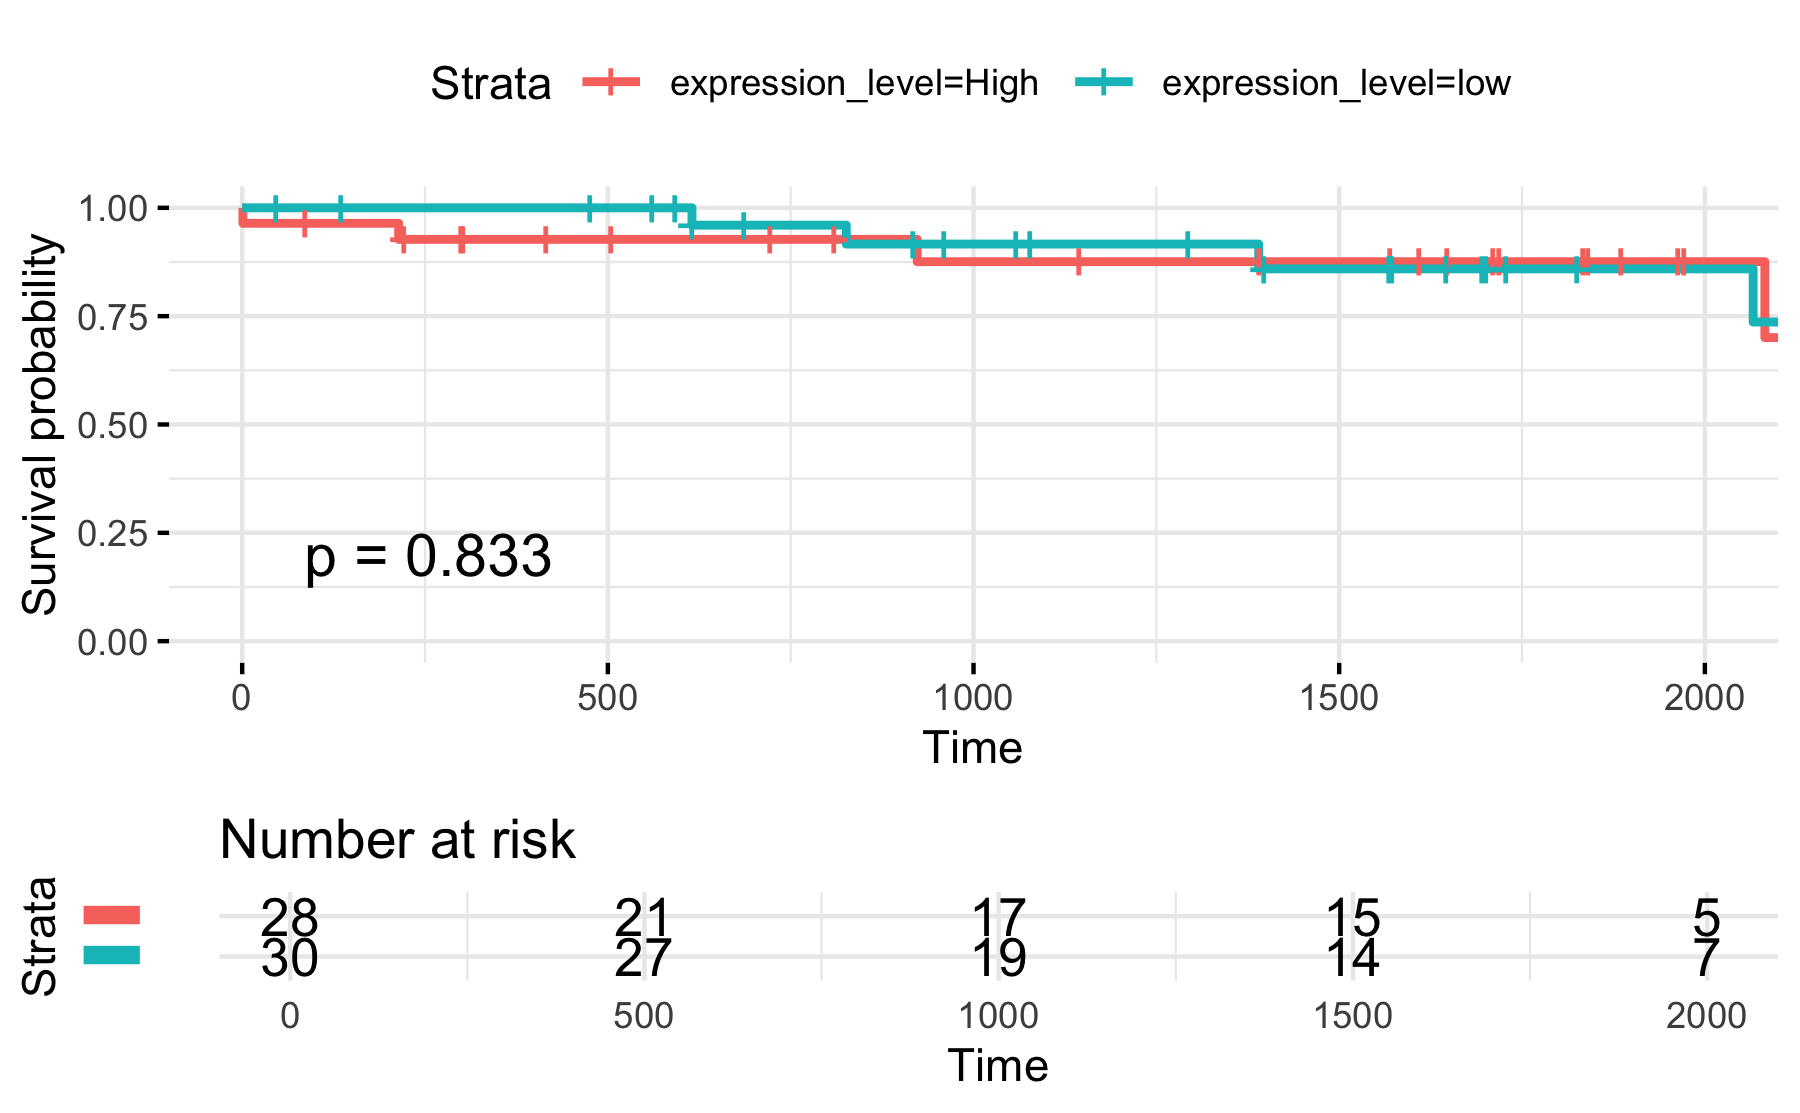 Strata expression_level=High expression_level=low
Survival probability
1.00
0.75
0.50
0.25
0.00
p = 0.833
0 500 1000 1500 2000
Time
Number at risk
Strata
28 21 17 15 5
30 27 19 14 7
0 500 1000 1500 2000
Time